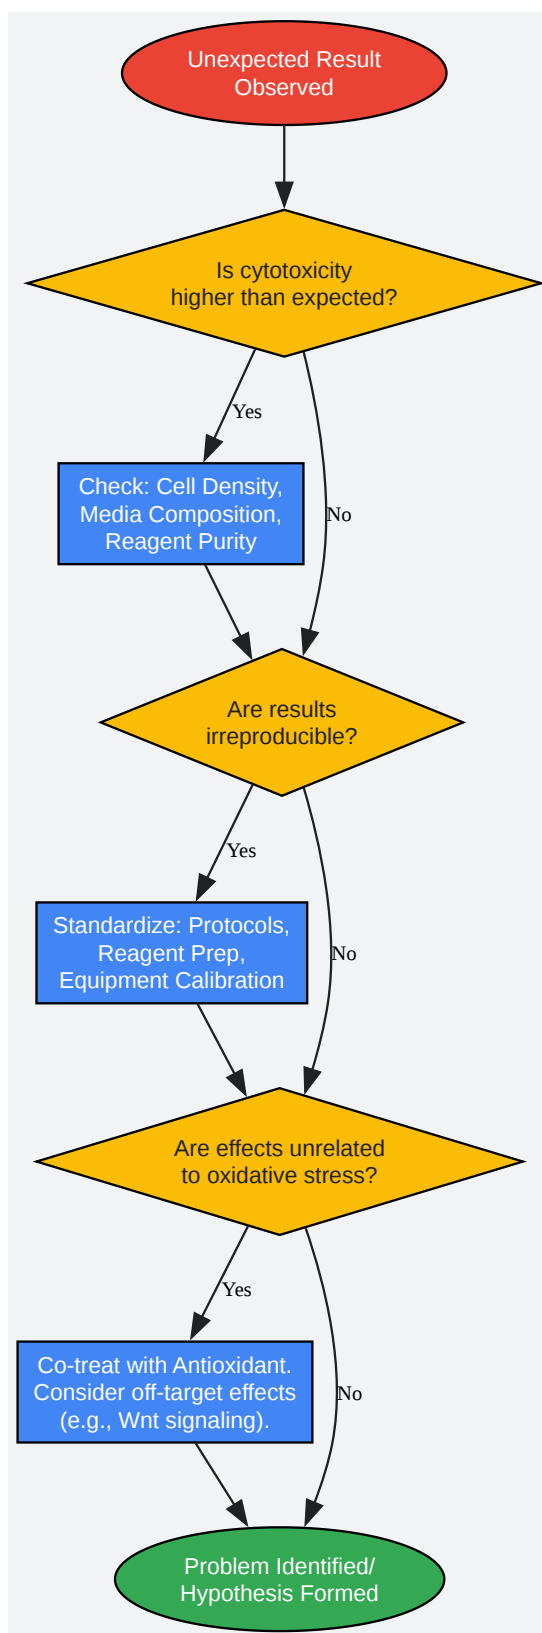 Unexpected Result
Observed
Is cytotoxicity
higher than expected?
Yes
Check: Cell Density,
Media Composition,
Reagent Purity
No
Are results
irreproducible?
Yes
Standardize: Protocols,
Reagent Prep,
Equipment Calibration
No
Are effects unrelated
to oxidative stress?
Yes
Co-treat with Antioxidant.
Consider off-target effects
(e.g., Wnt signaling).
No
Problem Identified/
Hypothesis Formed